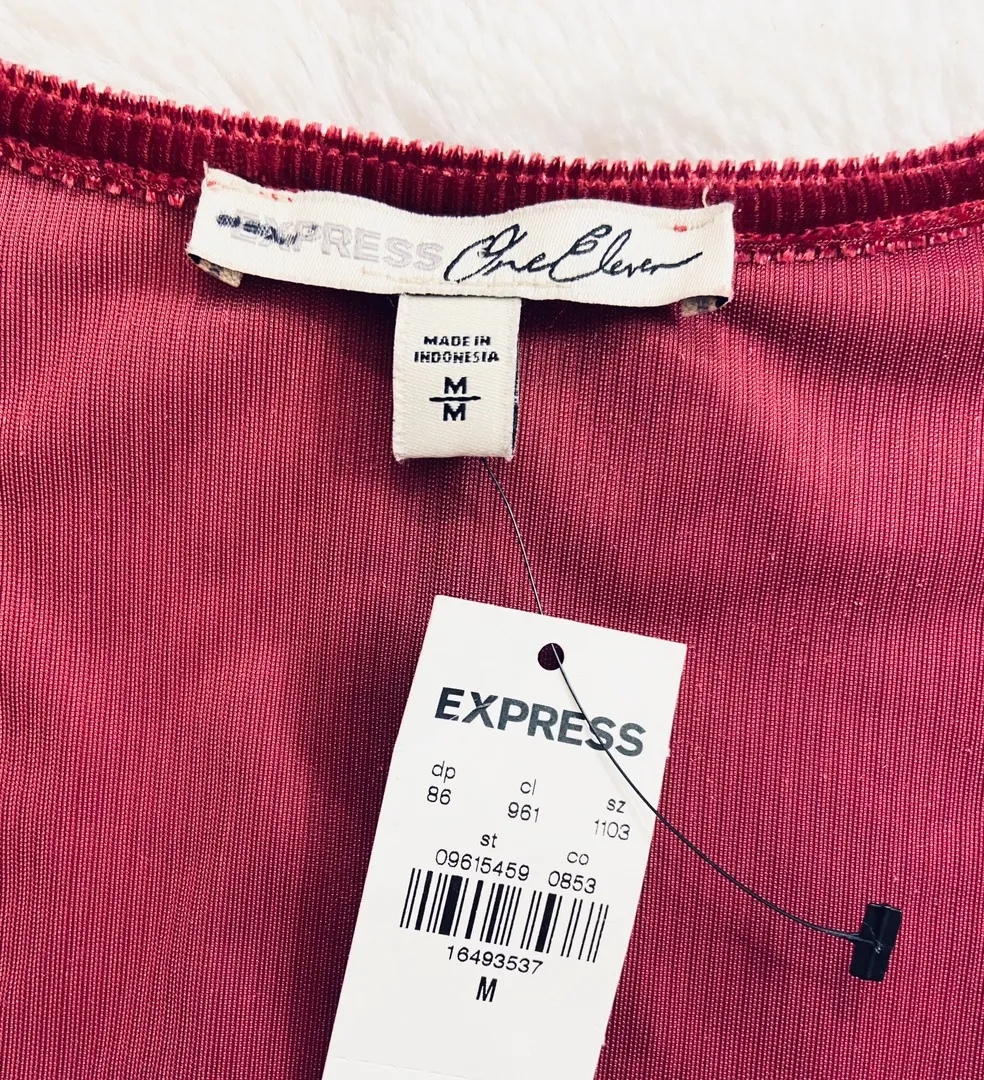 EXPRESS One Eleven
MADE IN
INDONESIA
M
M
EXPRESS
dp cl sz
86 961 1103
st co
09615459 0853
16493537
M